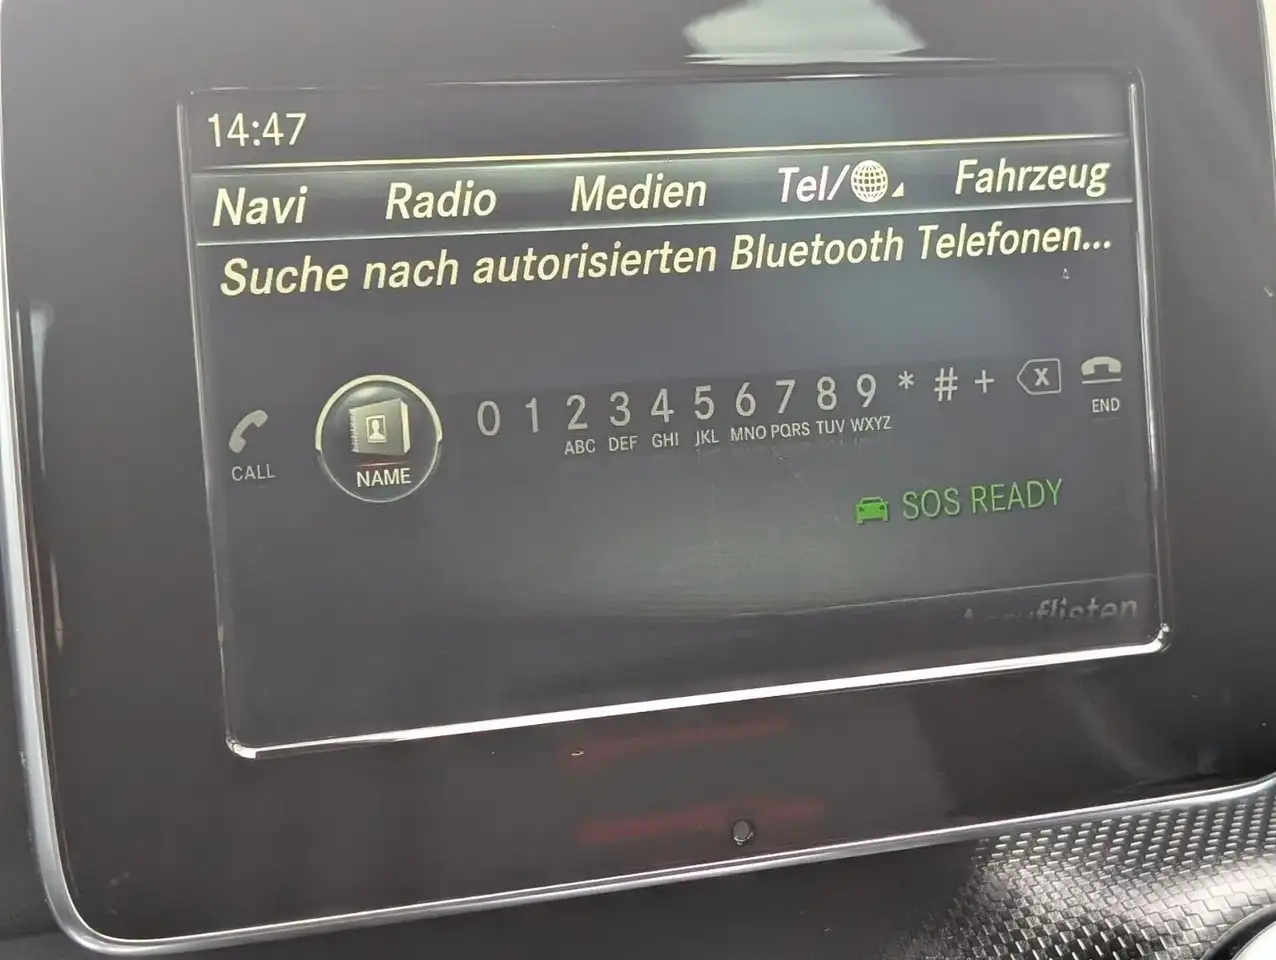 14:47
Navi Radio Medien Tel/ Fahrzeug
Suche nach autorisierten Bluetooth Telefonen...
0 1 2 3 4 5 6 7 8 9 * # + X
ABC DEF GHI JKL MNO PQRS TUV WXYZ END
CALL NAME
SOS READY